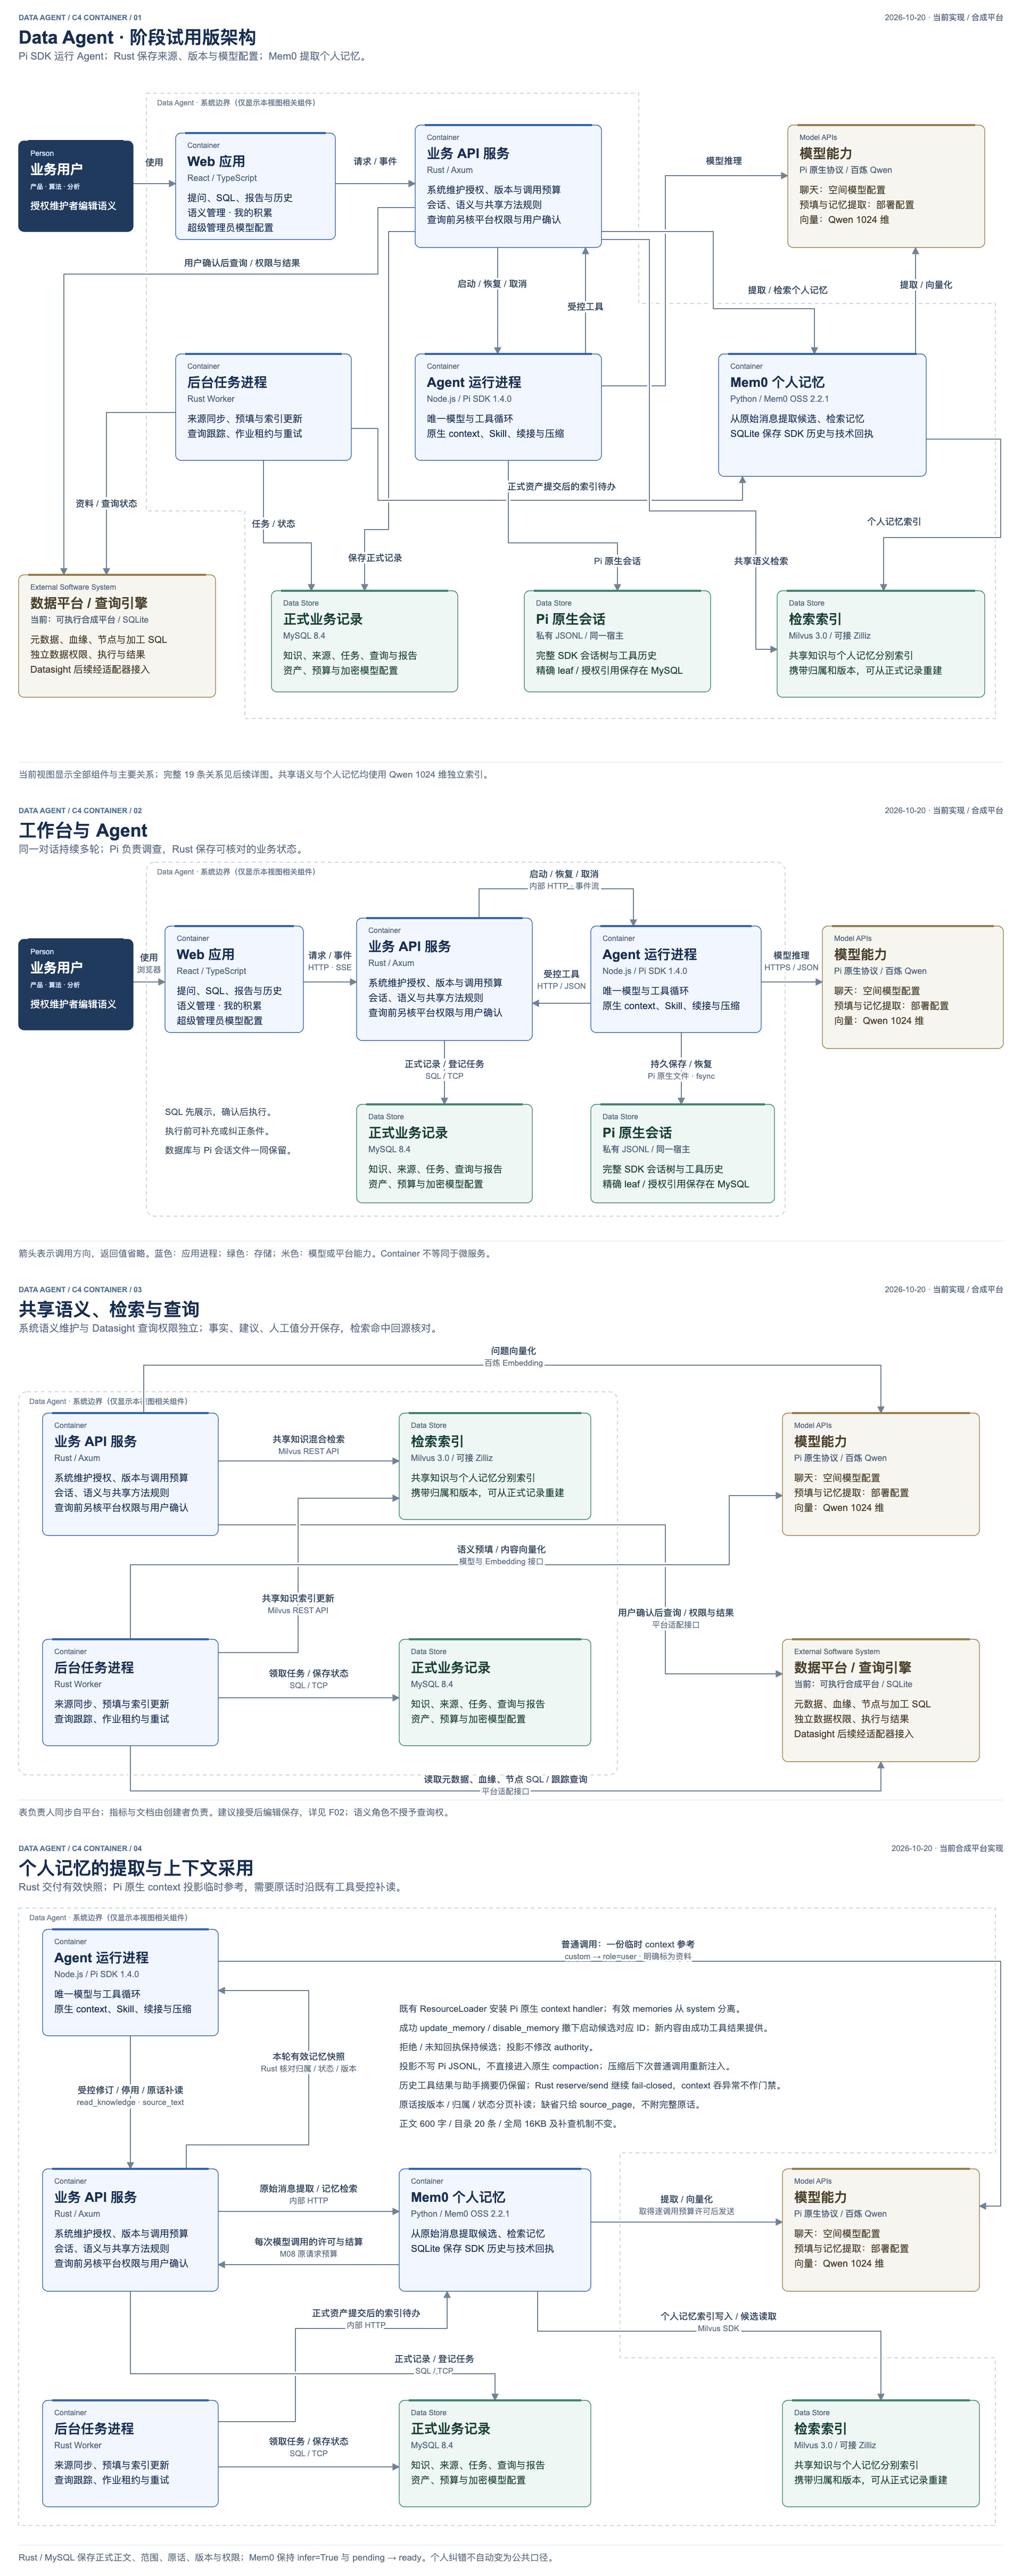 DATA AGENT / C4 CONTAINER / 01
2026-10-20 · 当前实现 / 合成平台
Data Agent · 阶段试用版架构
Pi SDK 运行 Agent；Rust 保存来源、版本与模型配置；Mem0 提取个人记忆。
Data Agent · 系统边界（仅显示本视图相关组件）
Person
业务用户
产品 · 算法 · 分析
授权维护者编辑语义
使用
Container
Web 应用
React / TypeScript
提问、SQL、报告与历史
语义管理 · 我的积累
超级管理员模型配置
请求 / 事件
Container
业务 API 服务
Rust / Axum
系统维护授权、版本与调用预算
会话、语义与共享方法规则
查询前另核平台权限与用户确认
模型推理
Model APIs
模型能力
Pi 原生协议 / 百炼 Qwen
聊天：空间模型配置
预填与记忆提取：部署配置
向量：Qwen 1024 维
用户确认后查询 / 权限与结果
启动 / 恢复 / 取消
受控工具
提取 / 检索个人记忆
提取 / 向量化
Container
后台任务进程
Rust Worker
来源同步、预填与索引更新
查询跟踪、作业租约与重试
Container
Agent 运行进程
Node.js / Pi SDK 1.4.0
唯一模型与工具循环
原生 context、Skill、续接与压缩
Container
Mem0 个人记忆
Python / Mem0 OSS 2.2.1
从原始消息提取候选、检索记忆
SQLite 保存 SDK 历史与技术回执
正式资产提交后的索引待办
资料 / 查询状态
任务 / 状态
保存正式记录
Pi 原生会话
共享语义检索
个人记忆索引
External Software System
数据平台 / 查询引擎
当前：可执行合成平台 / SQLite
元数据、血缘、节点与加工 SQL
独立数据权限、执行与结果
Datasight 后续经适配器接入
Data Store
正式业务记录
MySQL 8.4
知识、来源、任务、查询与报告
资产、预算与加密模型配置
Data Store
Pi 原生会话
私有 JSONL / 同一宿主
完整 SDK 会话树与工具历史
精确 leaf / 授权引用保存在 MySQL
Data Store
检索索引
Milvus 3.0 / 可接 Zilliz
共享知识与个人记忆分别索引
携带归属和版本，可从正式记录重建
当前视图显示全部组件与主要关系；完整 19 条关系见后续详图。共享语义与个人记忆均使用 Qwen 1024 维独立索引。
DATA AGENT / C4 CONTAINER / 02
2026-10-20 · 当前实现 / 合成平台
工作台与 Agent
同一对话持续多轮；Pi 负责调查，Rust 保存可核对的业务状态。
Data Agent · 系统边界（仅显示本视图相关组件）
启动 / 恢复 / 取消
内部 HTTP · 事件流
Person
业务用户
产品 · 算法 · 分析
授权维护者编辑语义
使用
浏览器
Container
Web 应用
React / TypeScript
提问、SQL、报告与历史
语义管理 · 我的积累
超级管理员模型配置
请求 / 事件
HTTP · SSE
Container
业务 API 服务
Rust / Axum
系统维护授权、版本与调用预算
会话、语义与共享方法规则
查询前另核平台权限与用户确认
受控工具
HTTP / JSON
Container
Agent 运行进程
Node.js / Pi SDK 1.4.0
唯一模型与工具循环
原生 context、Skill、续接与压缩
模型推理
HTTPS / JSON
Model APIs
模型能力
Pi 原生协议 / 百炼 Qwen
聊天：空间模型配置
预填与记忆提取：部署配置
向量：Qwen 1024 维
正式记录 / 登记任务
SQL / TCP
持久保存 / 恢复
Pi 原生文件 · fsync
SQL 先展示，确认后执行。
执行前可补充或纠正条件。
数据库与 Pi 会话文件一同保留。
Data Store
正式业务记录
MySQL 8.4
知识、来源、任务、查询与报告
资产、预算与加密模型配置
Data Store
Pi 原生会话
私有 JSONL / 同一宿主
完整 SDK 会话树与工具历史
精确 leaf / 授权引用保存在 MySQL
箭头表示调用方向，返回值省略。蓝色：应用进程；绿色：存储；米色：模型或平台能力。Container 不等同于微服务。
DATA AGENT / C4 CONTAINER / 03
2026-10-20 · 当前实现 / 合成平台
共享语义、检索与查询
系统语义维护与 Datasight 查询权限独立；事实、建议、人工值分开保存，检索命中回源核对。
问题向量化
百炼 Embedding
Data Agent · 系统边界（仅显示本视图相关组件）
Container
业务 API 服务
Rust / Axum
系统维护授权、版本与调用预算
会话、语义与共享方法规则
查询前另核平台权限与用户确认
共享知识混合检索
Milvus REST API
Data Store
检索索引
Milvus 3.0 / 可接 Zilliz
共享知识与个人记忆分别索引
携带归属和版本，可从正式记录重建
Model APIs
模型能力
Pi 原生协议 / 百炼 Qwen
聊天：空间模型配置
预填与记忆提取：部署配置
向量：Qwen 1024 维
语义预填 / 内容向量化
模型与 Embedding 接口
共享知识索引更新
Milvus REST API
用户确认后查询 / 权限与结果
平台适配接口
Container
后台任务进程
Rust Worker
来源同步、预填与索引更新
查询跟踪、作业租约与重试
领取任务 / 保存状态
SQL / TCP
Data Store
正式业务记录
MySQL 8.4
知识、来源、任务、查询与报告
资产、预算与加密模型配置
External Software System
数据平台 / 查询引擎
当前：可执行合成平台 / SQLite
元数据、血缘、节点与加工 SQL
独立数据权限、执行与结果
Datasight 后续经适配器接入
读取元数据、血缘、节点 SQL / 跟踪查询
平台适配接口
表负责人同步自平台；指标与文档由创建者负责。建议接受后编辑保存，详见 F02；语义角色不授予查询权。
DATA AGENT / C4 CONTAINER / 04
2026-10-20 · 当前合成平台实现
个人记忆的提取与上下文采用
Rust 交付有效快照；Pi 原生 context 投影临时参考，需要原话时沿既有工具受控补读。
Data Agent · 系统边界（仅显示本视图相关组件）
Container
Agent 运行进程
Node.js / Pi SDK 1.4.0
唯一模型与工具循环
原生 context、Skill、续接与压缩
普通调用：一份临时 context 参考
custom → role=user · 明确标为资料
既有 ResourceLoader 安装 Pi 原生 context handler；有效 memories 从 system 分离。
成功 update_memory / disable_memory 撤下启动候选对应 ID；新内容由成功工具结果提供。
拒绝 / 未知回执保持候选；投影不修改 authority。
投影不写 Pi JSONL，不直接进入原生 compaction；压缩后下次普通调用重新注入。
历史工具结果与助手摘要仍保留；Rust reserve/send 继续 fail-closed，context 吞异常不作门禁。
原话按版本 / 归属 / 状态分页补读；缺省只给 source_page，不附完整原话。
正文 600 字 / 目录 20 条 / 全局 16KB 及补查机制不变。
本轮有效记忆快照
Rust 核对归属 / 状态 / 版本
受控修订 / 停用 / 原话补读
read_knowledge · source_text
Container
业务 API 服务
Rust / Axum
系统维护授权、版本与调用预算
会话、语义与共享方法规则
查询前另核平台权限与用户确认
原始消息提取 / 记忆检索
内部 HTTP
每次模型调用的许可与结算
M08 原请求预算
Container
Mem0 个人记忆
Python / Mem0 OSS 2.2.1
从原始消息提取候选、检索记忆
SQLite 保存 SDK 历史与技术回执
提取 / 向量化
取得逐调用预算许可后发送
Model APIs
模型能力
Pi 原生协议 / 百炼 Qwen
聊天：空间模型配置
预填与记忆提取：部署配置
向量：Qwen 1024 维
正式资产提交后的索引待办
内部 HTTP
个人记忆索引写入 / 候选读取
Milvus SDK
正式记录 / 登记任务
SQL / TCP
Container
后台任务进程
Rust Worker
来源同步、预填与索引更新
查询跟踪、作业租约与重试
领取任务 / 保存状态
SQL / TCP
Data Store
正式业务记录
MySQL 8.4
知识、来源、任务、查询与报告
资产、预算与加密模型配置
Data Store
检索索引
Milvus 3.0 / 可接 Zilliz
共享知识与个人记忆分别索引
携带归属和版本，可从正式记录重建
Rust / MySQL 保存正式正文、范围、原话、版本与权限；Mem0 保持 infer=True 与 pending → ready。个人纠错不自动变为公共口径。